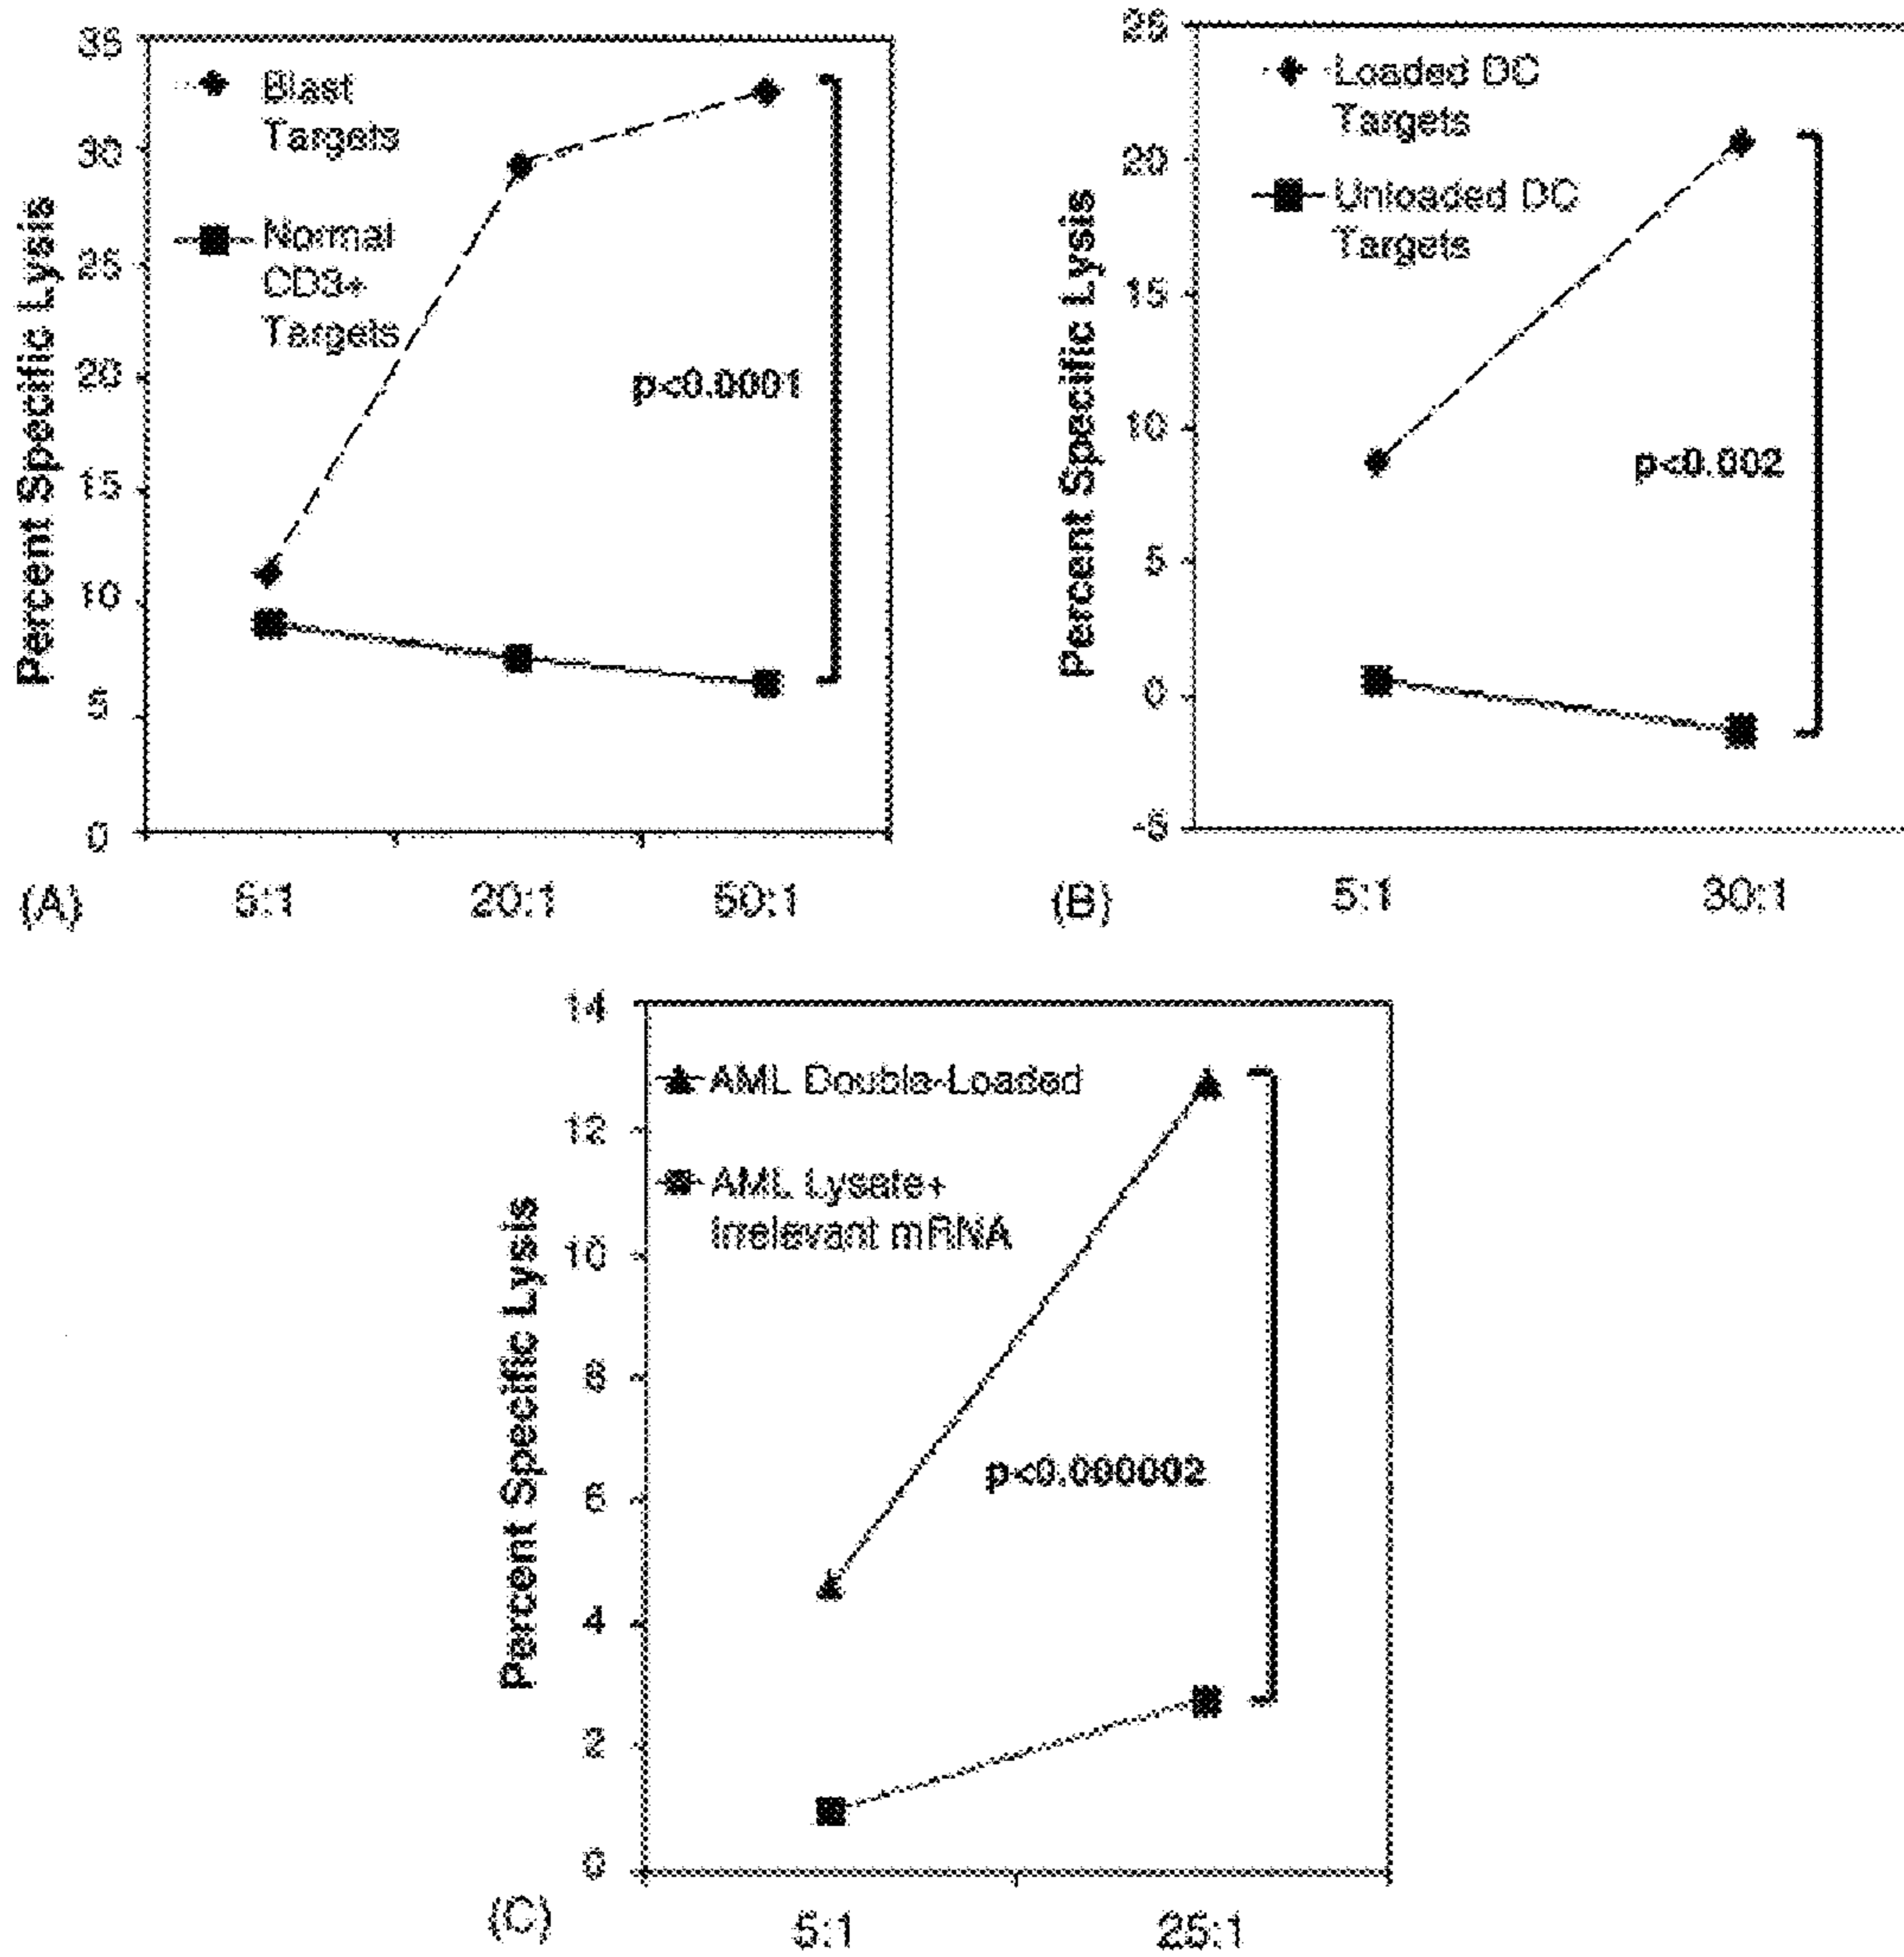 35
30
25
20
15
10
5
0
Percent Specific Lysis
Blast
Targets
Normal
CD3+
Targets
p<0.0001
(A)
5:1
20:1
50:1
25
20
15
10
5
0
-5
Percent Specific Lysis
Loaded DC
Targets
Unloaded DC
Targets
p<0.002
(B)
5:1
30:1
14
12
10
8
6
4
2
0
Percent Specific Lysis
AML Double-Loaded
AML Lysate+
Irrelevant mRNA
p<0.000002
(C)
5:1
25:1